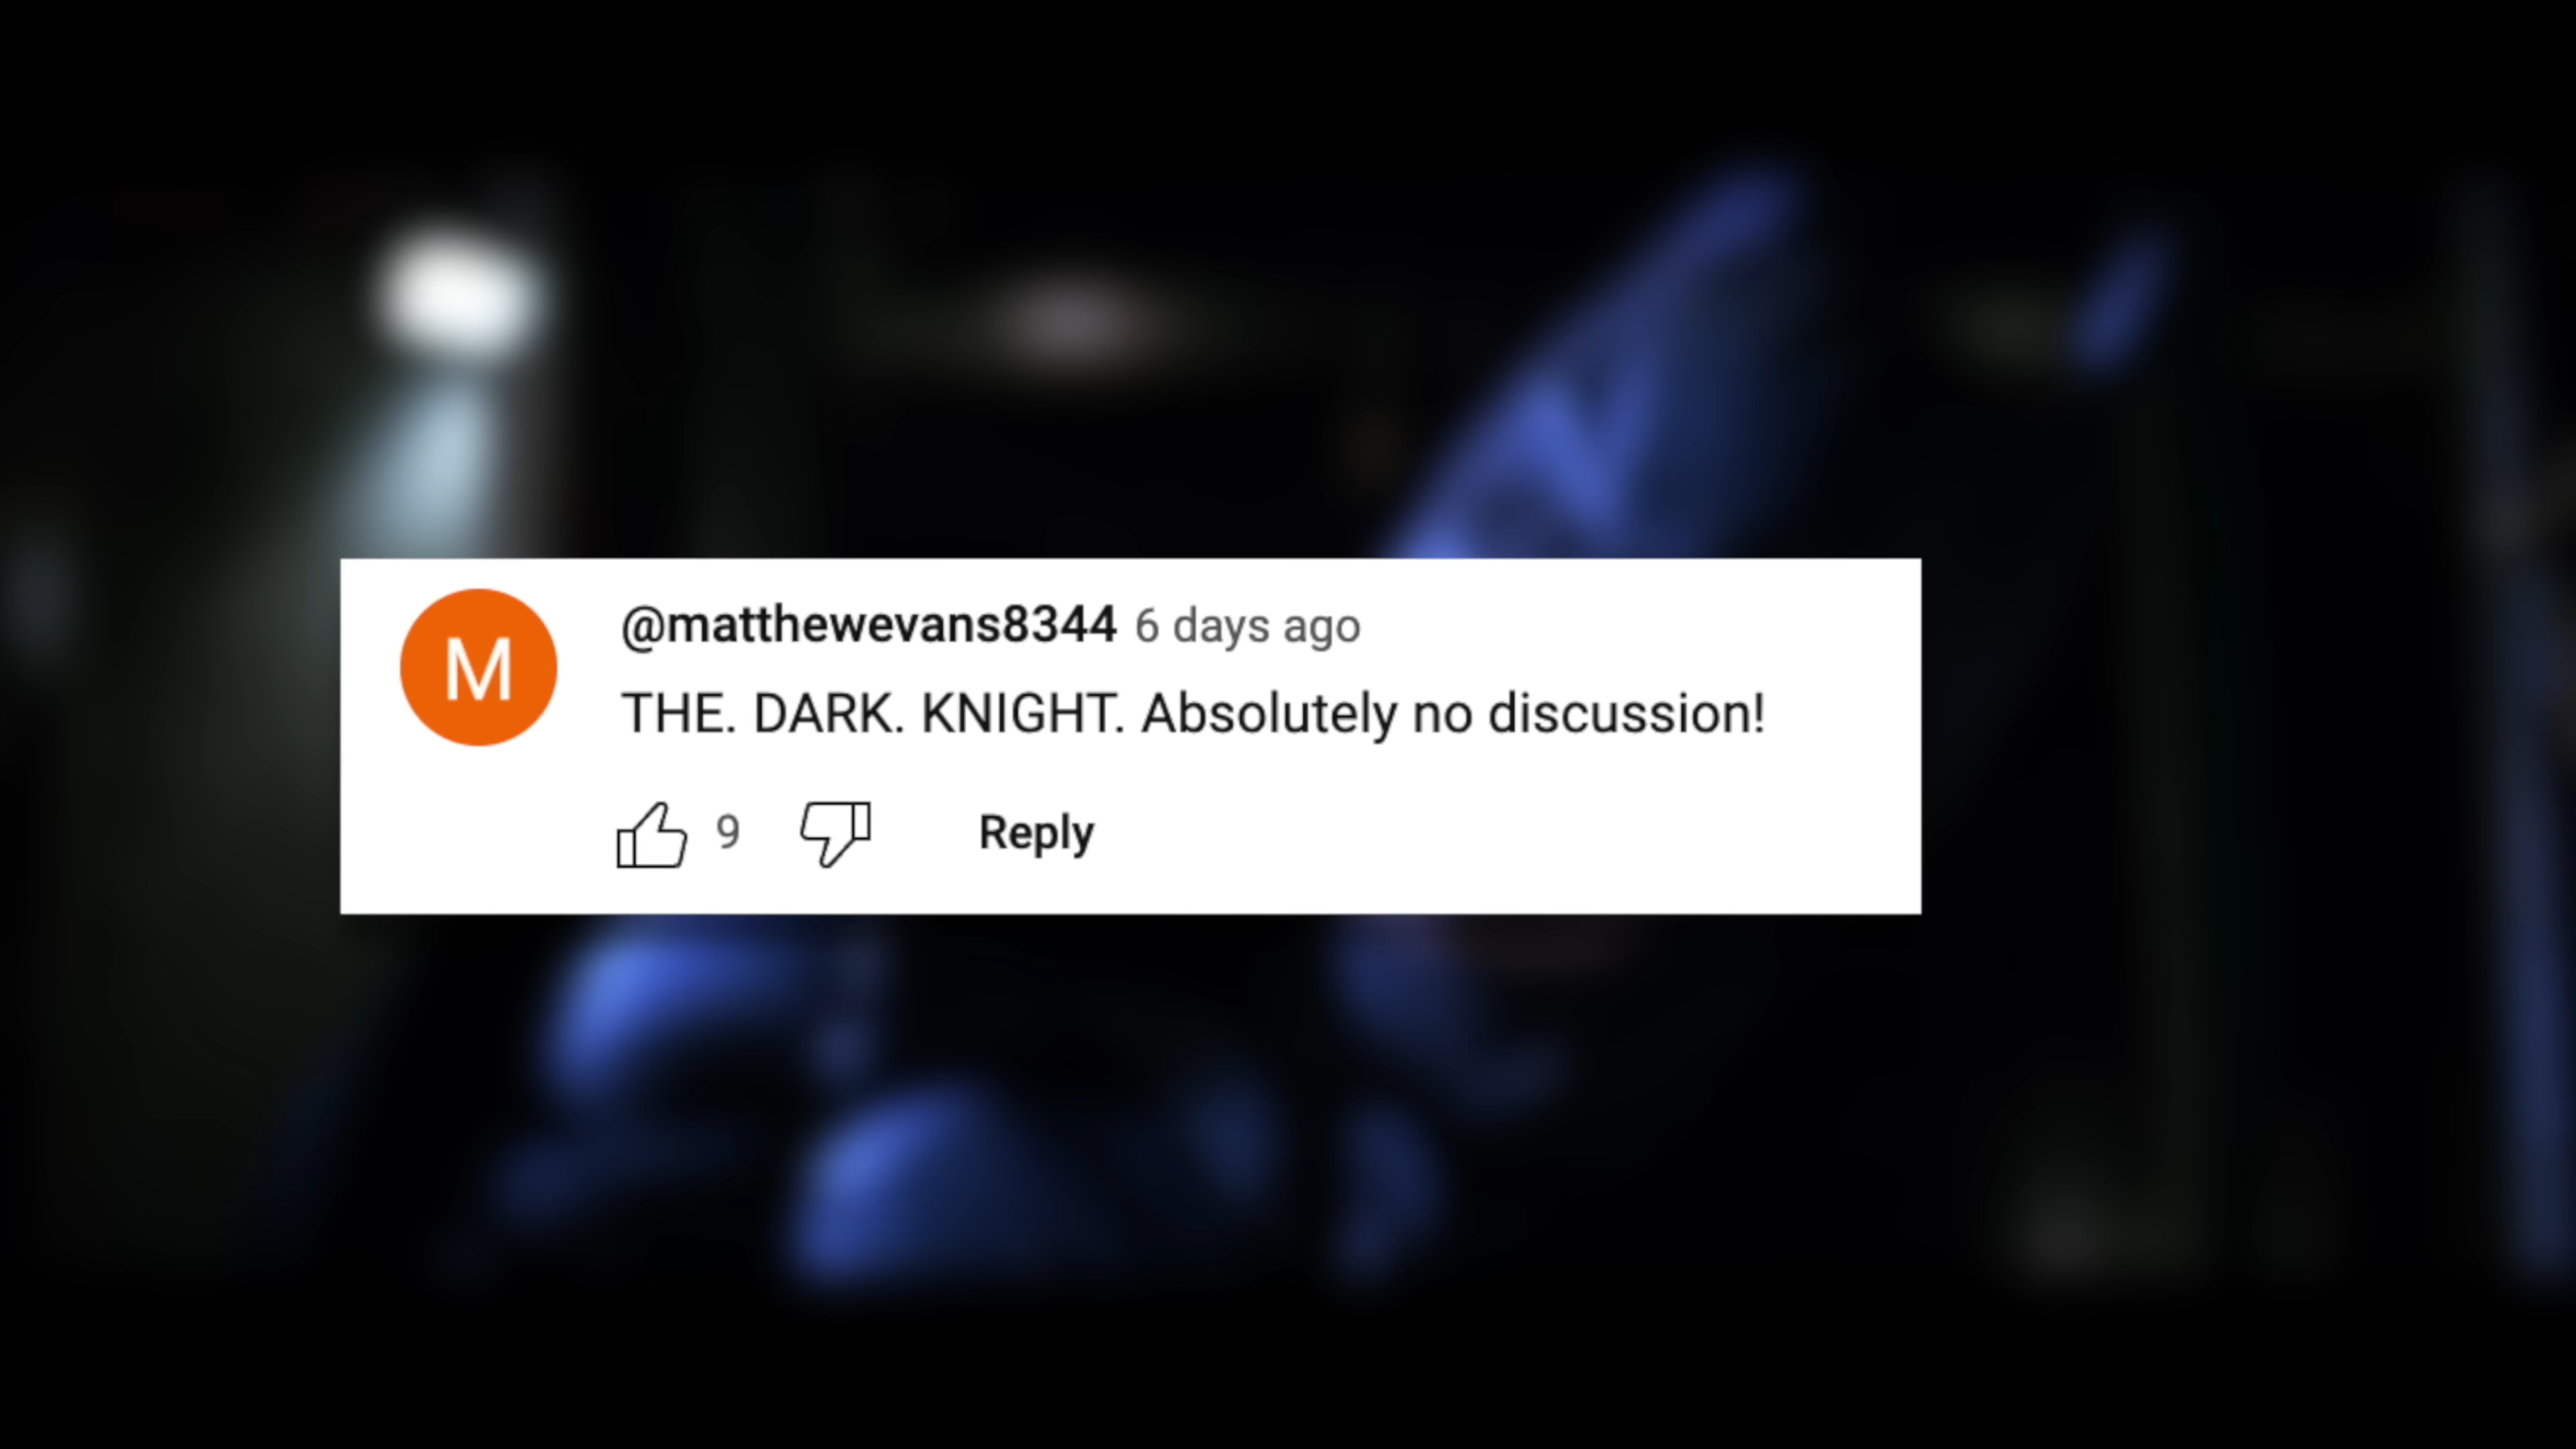 M
@matthewevans8344 6 days ago
THE. DARK. KNIGHT. Absolutely no discussion!
9 Reply